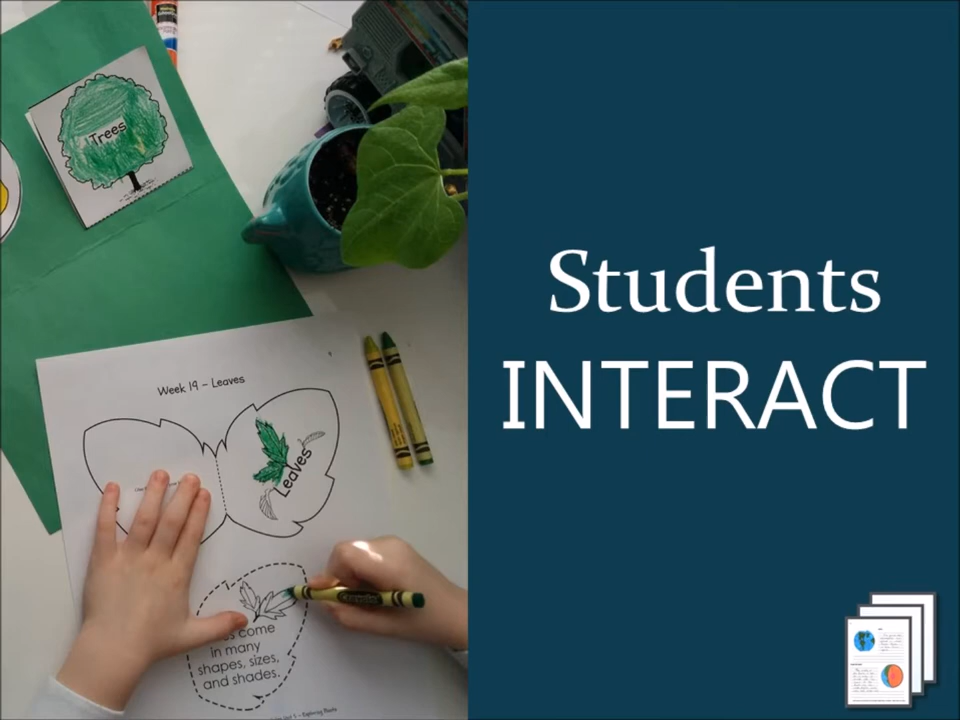 Trees
Week 19 - Leaves
Leaves
come
in many
shapes, sizes,
and shades.
Students
INTERACT